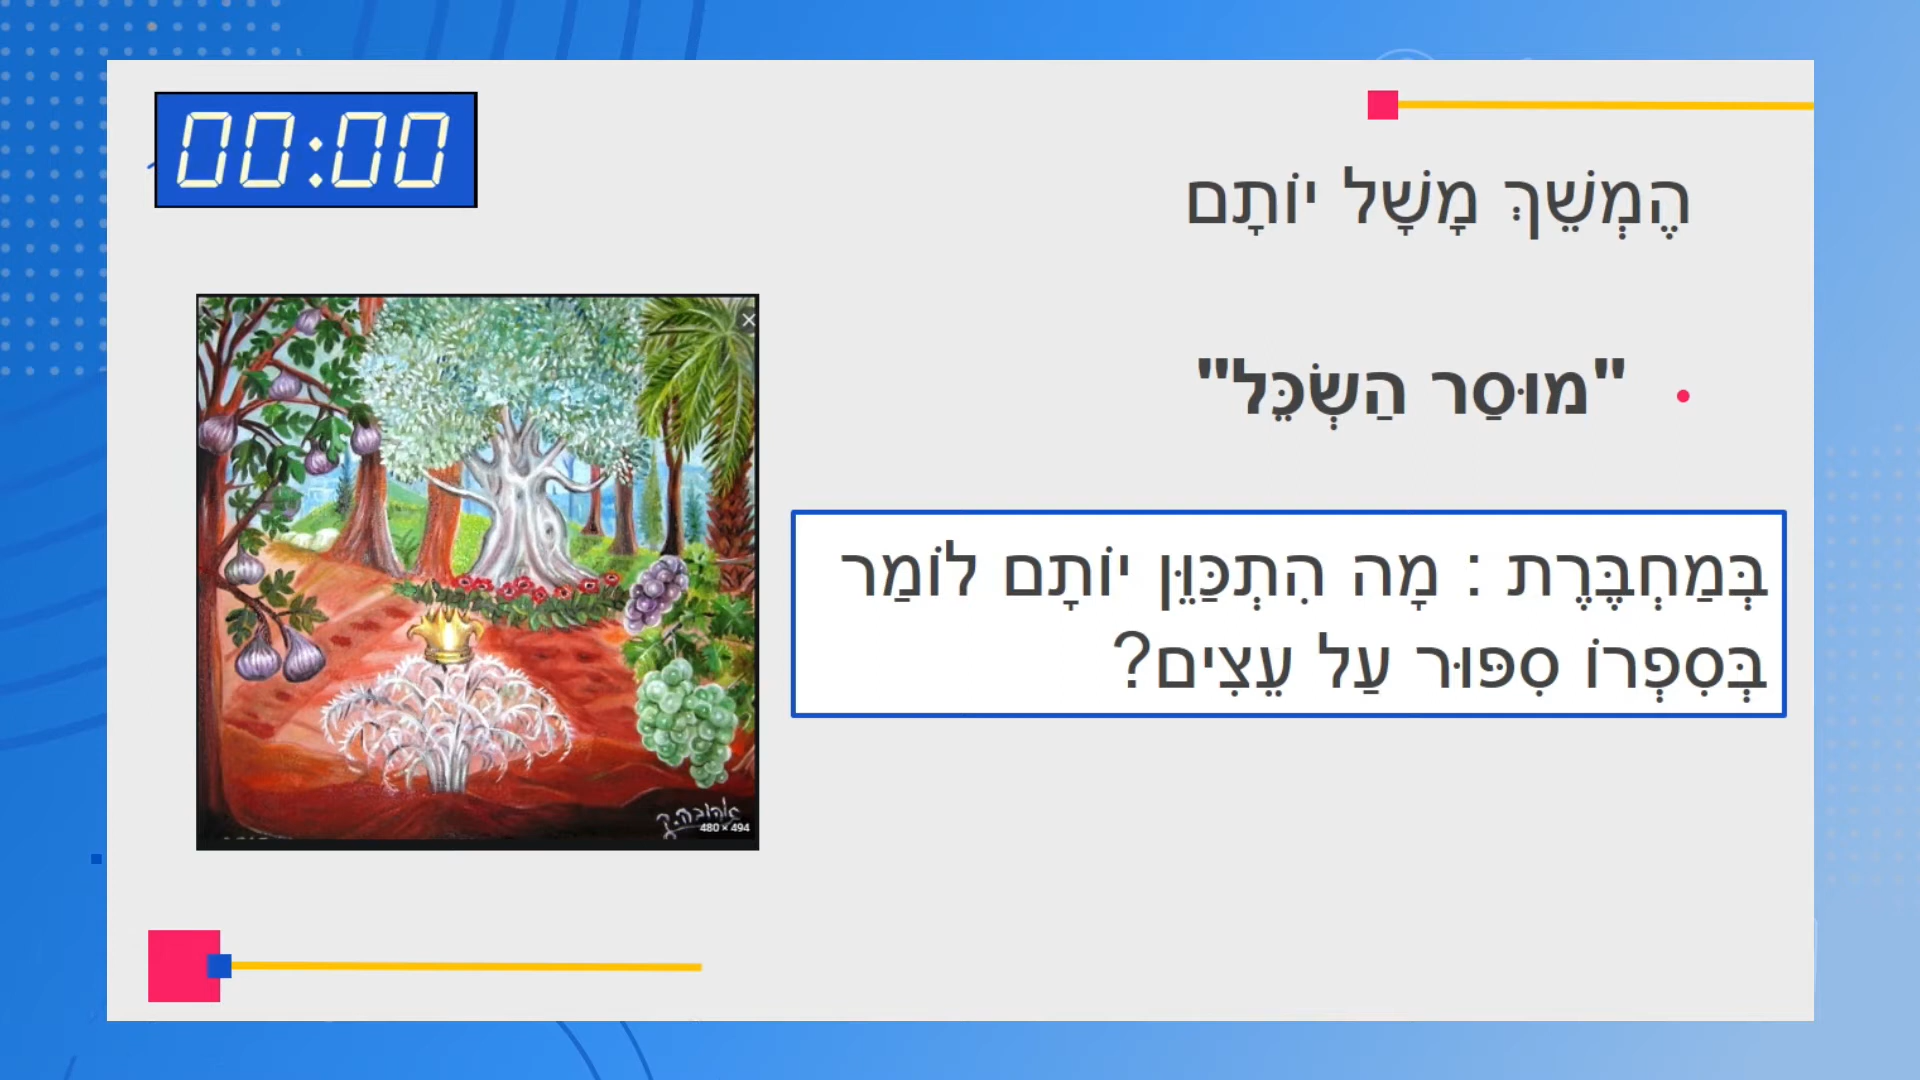 00:00
הֶמְשֵׁךְ מָשָׁל יוֹתָם
"מוּסַר הַשְׂכֵּל"
בְּמַחְבֶּרֶת : מָה הִתְכַּוֵּן יוֹתָם לוֹמַר
בְּסִפְרוֹ סִפּוּר עַל עֵצִים?
480 × 494